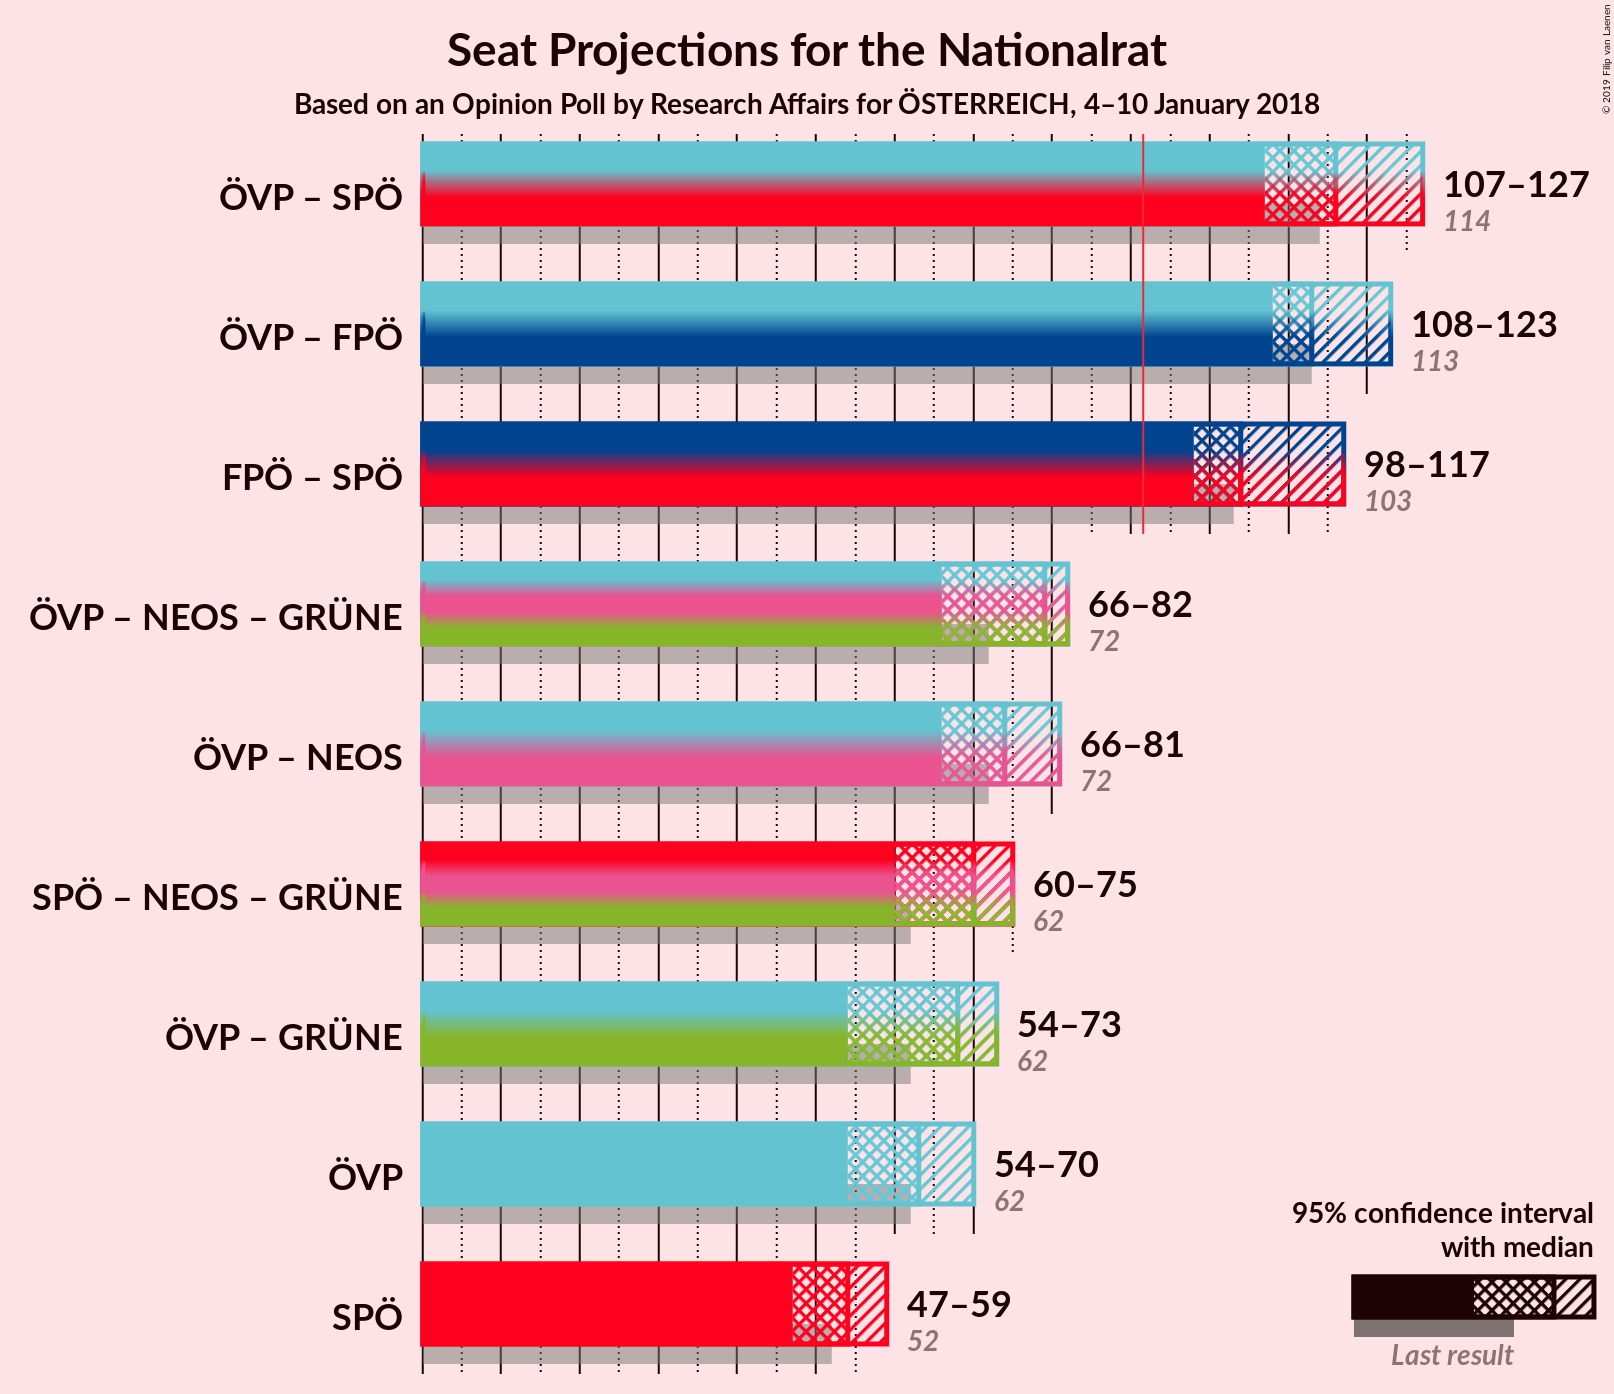 Seat Projections for the Nationalrat
Based on an Opinion Poll by Research Affairs for ÖSTERREICH, 4–10 January 2018
© 2019 Filip van Laenen
ÖVP – SPÖ
107–127
114
ÖVP – FPÖ
108–123
113
FPÖ – SPÖ
98–117
103
ÖVP – NEOS – GRÜNE
66–82
72
ÖVP – NEOS
66–81
72
SPÖ – NEOS – GRÜNE
60–75
62
ÖVP – GRÜNE
54–73
62
ÖVP
54–70
62
SPÖ
47–59
52
95% confidence interval
with median
Last result